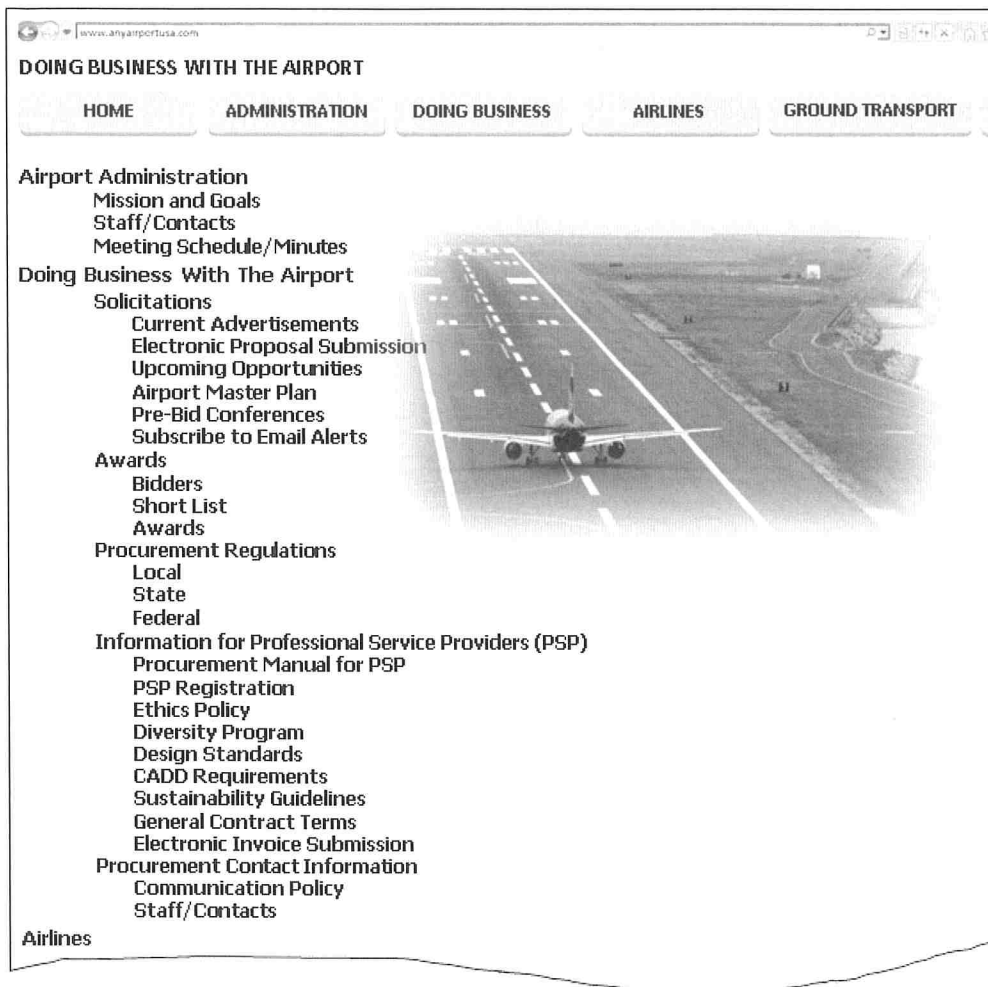 www.anyairportusa.com
DOING BUSINESS WITH THE AIRPORT
HOME ADMINISTRATION DOING BUSINESS AIRLINES GROUND TRANSPORT
Airport Administration
Mission and Goals
Staff/Contacts
Meeting Schedule/Minutes
Doing Business With The Airport
Solicitations
Current Advertisements
Electronic Proposal Submission
Upcoming Opportunities
Airport Master Plan
Pre-Bid Conferences
Subscribe to Email Alerts
Awards
Bidders
Short List
Awards
Procurement Regulations
Local
State
Federal
Information for Professional Service Providers (PSP)
Procurement Manual for PSP
PSP Registration
Ethics Policy
Diversity Program
Design Standards
CADD Requirements
Sustainability Guidelines
General Contract Terms
Electronic Invoice Submission
Procurement Contact Information
Communication Policy
Staff/Contacts
Airlines